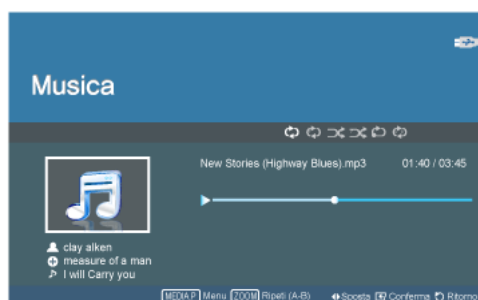 Musica
New Stories (Highway Blues).mp3 01:40 / 03:45
clay alken
measure of a man
I will Carry you
MEDIA.P Menu ZOOM Ripeti (A-B) Sposta Conferma Ritorno